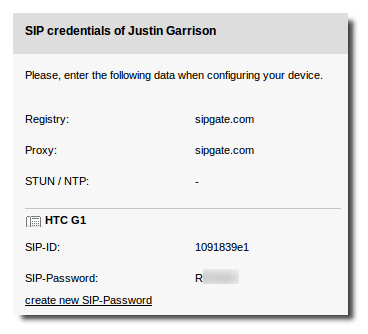 SIP credentials of Justin Garrison
Please, enter the following data when configuring your device.
Registry: sipgate.com
Proxy: sipgate.com
STUN / NTP: -
HTC G1
SIP-ID: 1091839e1
SIP-Password: R
create new SIP-Password